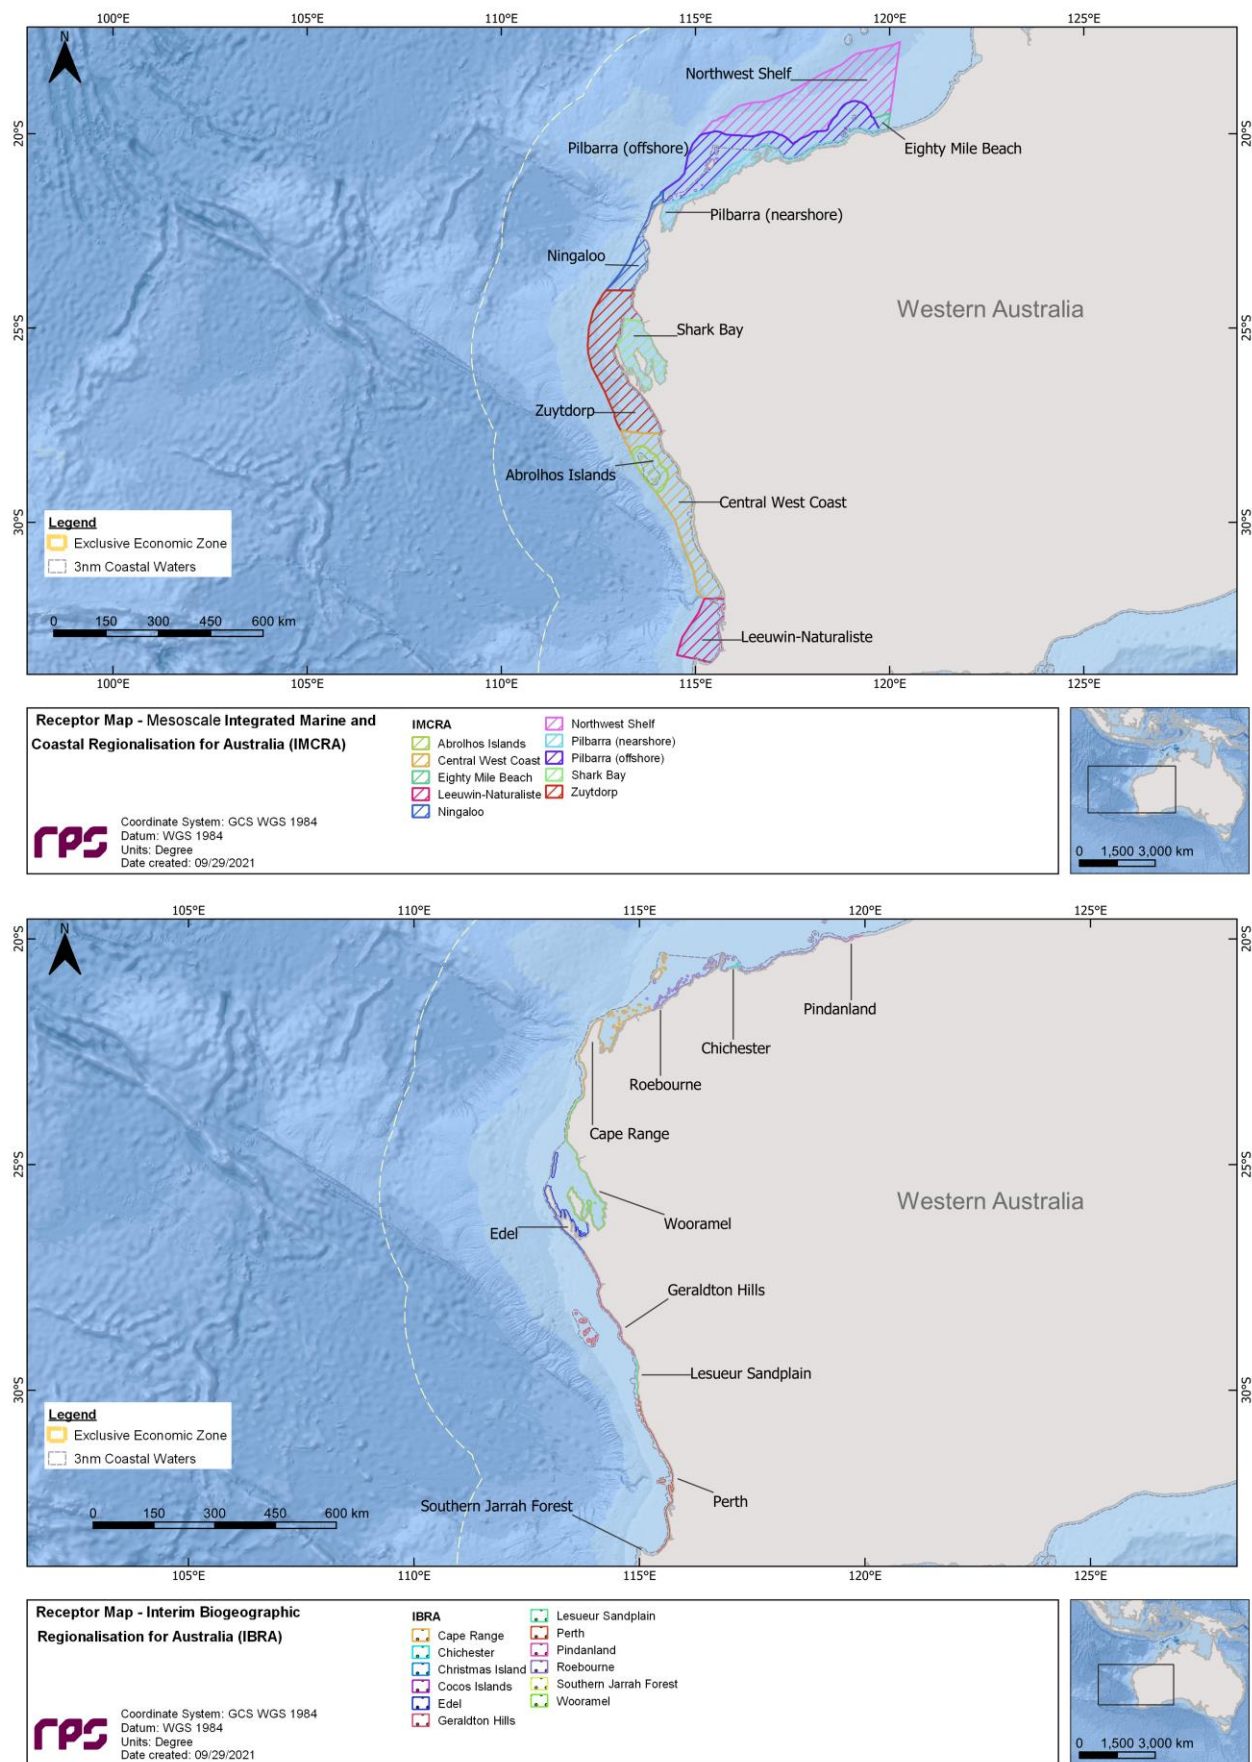 100°E 105°E 110°E 115°E 120°E 125°E
N
Northwest Shelf
20°S 20°S
Pilbarra (offshore)
Eighty Mile Beach
Pilbarra (nearshore)
Ningaloo
Western Australia
25°S 25°S
Shark Bay
Zuytdorp
Abrolhos Islands
Central West Coast
30°S 30°S
Legend
Exclusive Economic Zone
3nm Coastal Waters
0 150 300 450 600 km
Leeuwin-Naturaliste
100°E 105°E 110°E 115°E 120°E 125°E
Receptor Map - Mesoscale Integrated Marine and
Coastal Regionalisation for Australia (IMCRA)
rps
Coordinate System: GCS WGS 1984
Datum: WGS 1984
Units: Degree
Date created: 09/29/2021
IMCRA
Abrolhos Islands
Central West Coast
Eighty Mile Beach
Leeuwin-Naturaliste
Ningaloo
Northwest Shelf
Pilbarra (nearshore)
Pilbarra (offshore)
Shark Bay
Zuytdorp
0 1,500 3,000 km
105°E 110°E 115°E 120°E 125°E
N
20°S 20°S
Pindanland
Chichester
Roebourne
Cape Range
25°S 25°S
Western Australia
Wooramel
Edel
Geraldton Hills
Lesueur Sandplain
30°S 30°S
Legend
Exclusive Economic Zone
3nm Coastal Waters
Southern Jarrah Forest
Perth
0 150 300 450 600 km
105°E 110°E 115°E 120°E 125°E
Receptor Map - Interim Biogeographic
Regionalisation for Australia (IBRA)
rps
Coordinate System: GCS WGS 1984
Datum: WGS 1984
Units: Degree
Date created: 09/29/2021
IBRA
Cape Range
Chichester
Christmas Island
Cocos Islands
Edel
Geraldton Hills
Lesueur Sandplain
Perth
Pindanland
Roebourne
Southern Jarrah Forest
Wooramel
0 1,500 3,000 km